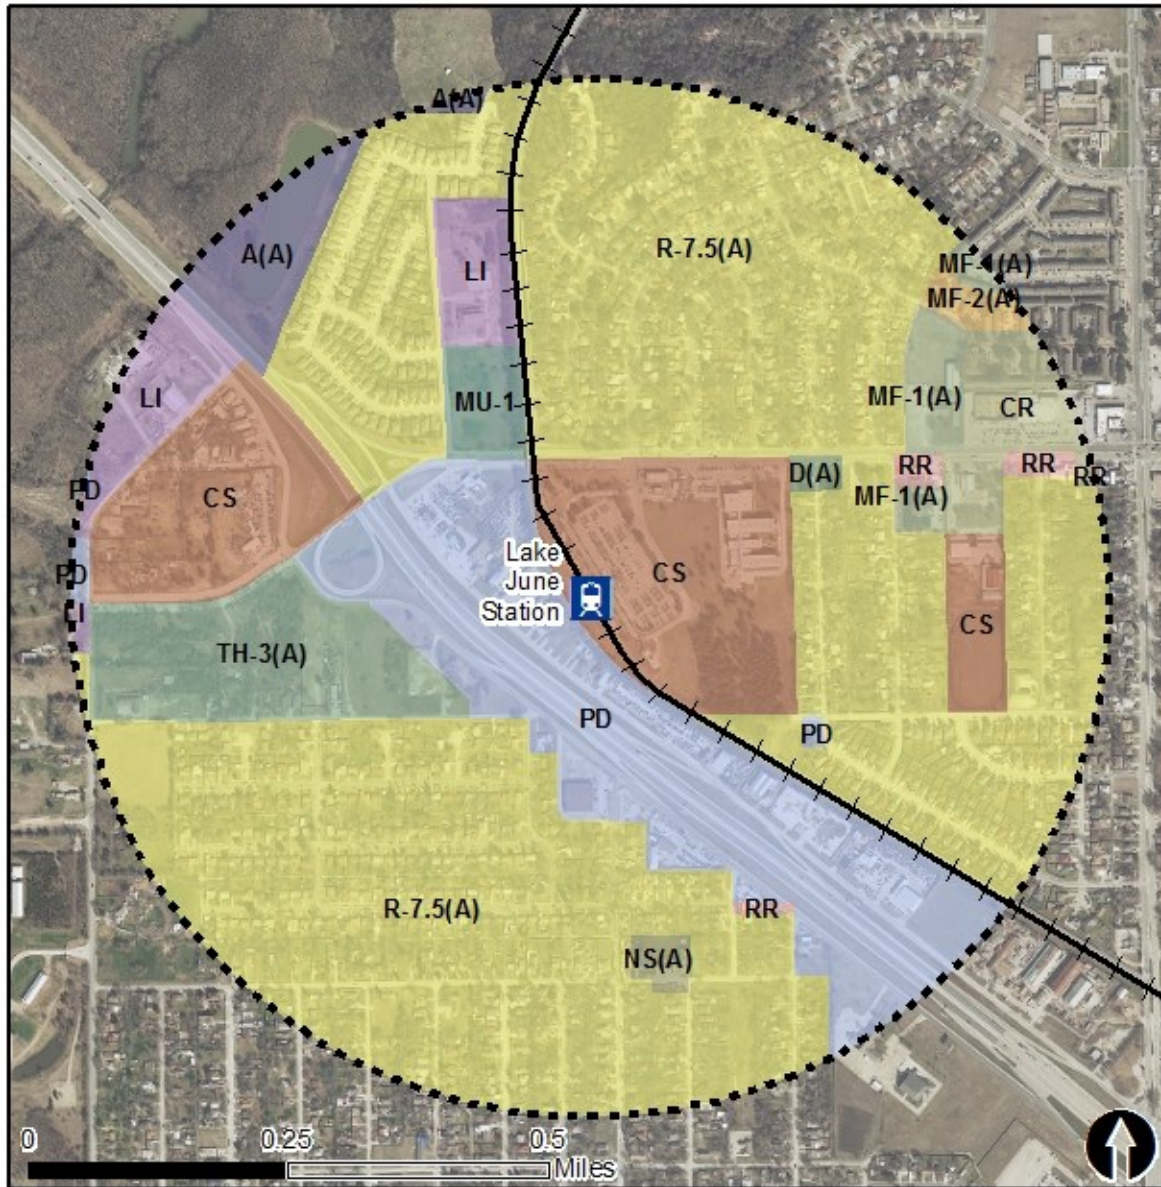 A(A)
R-7.5(A)
A(A)
MF-1(A)
LI
MF-2(A)
LI
MU-1
MF-1(A)
CR
RR
RR
D(A)
RR
PD
CS
MF-1(A)
Lake
June
Station
CS
PD
LI
CS
TH-3(A)
PD
PD
R-7.5(A)
RR
NS(A)
0
0.25
0.5
Miles